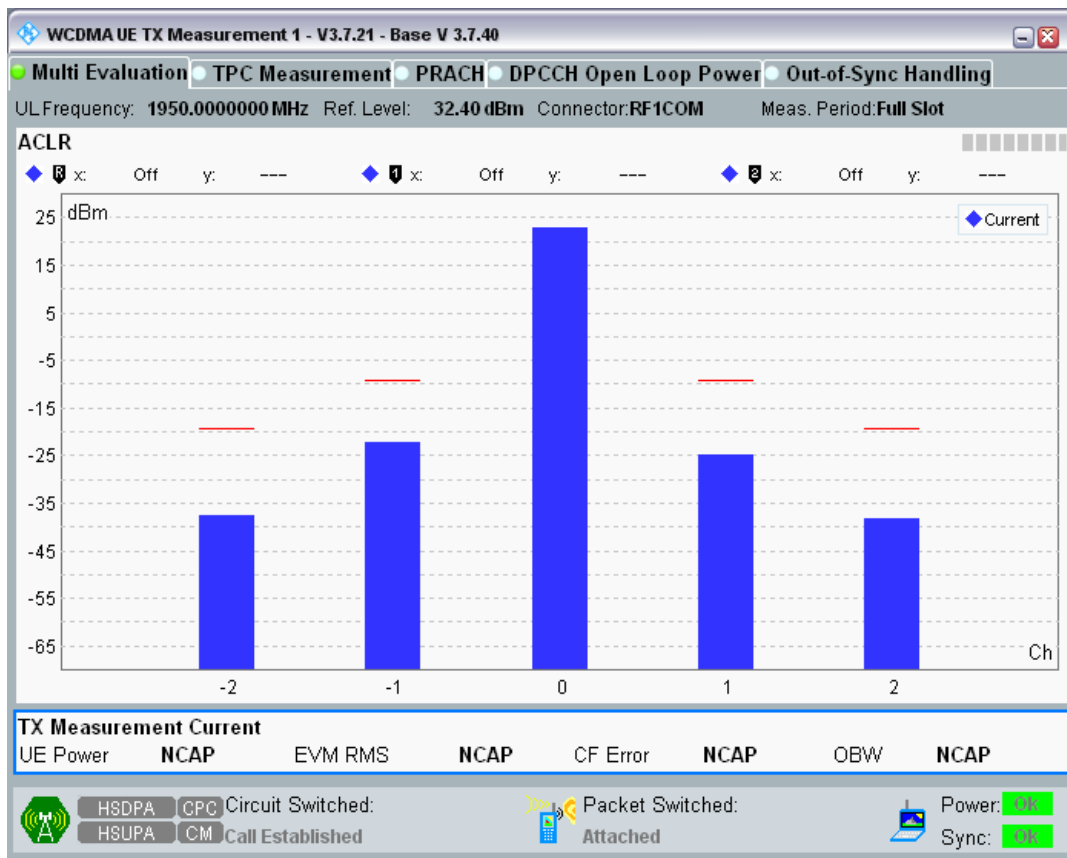 WCDMA UE TX Measurement 1 - V3.7.21 - Base V 3.7.40
Multi Evaluation TPC Measurement PRACH DPCCH Open Loop Power Out-of-Sync Handling
UL Frequency: 1950.0000000 MHz Ref. Level: 32.40 dBm Connector:RF1COM Meas. Period:Full Slot
ACLR
R x: Off y: --- 1 x: Off y: --- 2 x: Off y: ---
dBm
Current
25
15
5
-5
-15
-25
-35
-45
-55
-65
Ch
-2 -1 0 1 2
TX Measurement Current
UE Power NCAP EVM RMS NCAP CF Error NCAP OBW NCAP
HSDPA CPC Circuit Switched: Packet Switched: Power: Ok
HSUPA CM Call Established Attached Sync: Ok